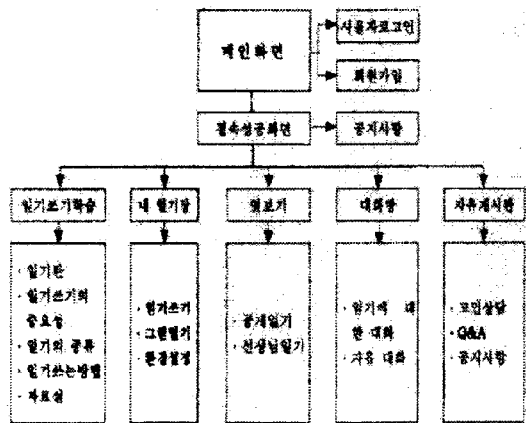 메인화면
사용자로그인
회원가입
접속성공화면
공지사항
일기쓰기학습
내 일기장
엿보기
대화방
자유게시판
· 일기란
· 일기쓰기의
중요성
· 일기의 종류
· 일기쓰는방법
· 자료실
· 일기쓰기
· 그림일기
· 환경설정
· 공개일기
· 선생님일기
· 일기에 대
한 대화
· 자유 대화
· 고민상담
· Q&A
· 공지사항